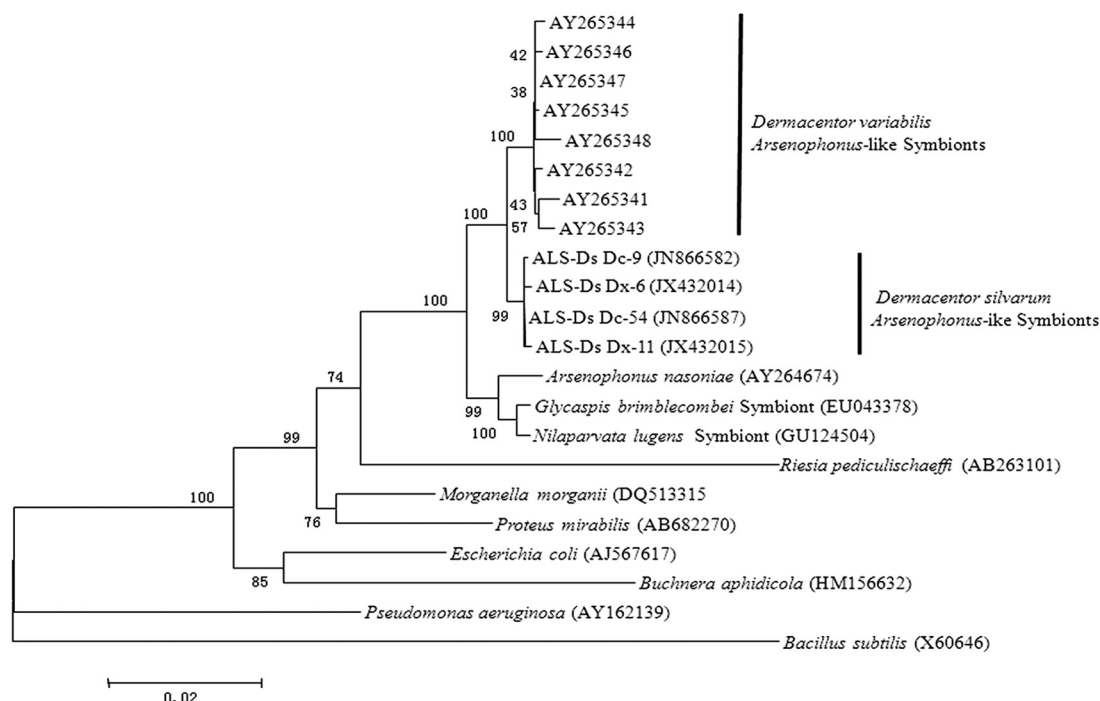 AY265344
42
AY265346
38
AY265347
AY265345
Dermacentor variabilis
Arsenophonus-like Symbionts
100
AY265348
AY265342
43
AY265341
100
57
AY265343
ALS-Ds Dc-9 (JN866582)
ALS-Ds Dx-6 (JX432014)
Dermacentor silvarum
Arsenophonus-ike Symbionts
100
99
ALS-Ds Dc-54 (JN866587)
ALS-Ds Dx-11 (JX432015)
74
Arsenophonus nasoniae (AY264674)
99
Glycaspis brimblecombei Symbiont (EU043378)
99
100
Nilaparvata lugens Symbiont (GU124504)
Riesia pediculischaeffi (AB263101)
100
Morganella morganii (DQ513315
76
Proteus mirabilis (AB682270)
Escherichia coli (AJ567617)
85
Buchnera aphidicola (HM156632)
Pseudomonas aeruginosa (AY162139)
Bacillus subtilis (X60646)
0.02